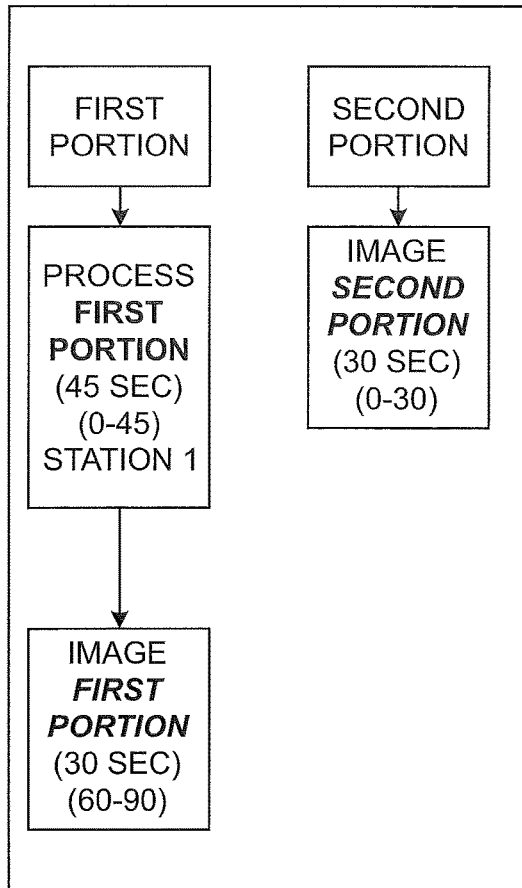 FIRST
PORTION
PROCESS
FIRST
PORTION
(45 SEC)
(0-45)
STATION 1
IMAGE
FIRST
PORTION
(30 SEC)
(60-90)
SECOND
PORTION
IMAGE
SECOND
PORTION
(30 SEC)
(0-30)